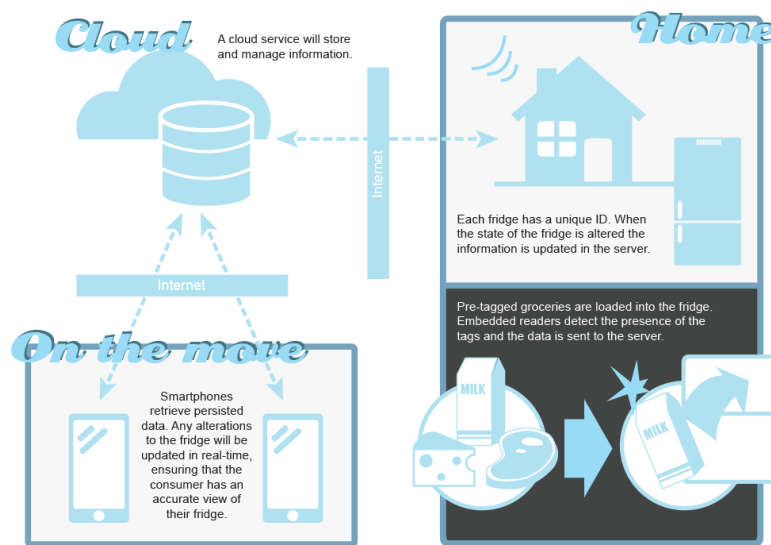 Cloud
A cloud service will store
and manage information.
Home
Internet
Each fridge has a unique ID. When
the state of the fridge is altered the
information is updated in the server.
Internet
Pre-tagged groceries are loaded into the fridge.
Embedded readers detect the presence of the
tags and the data is sent to the server.
On the move
Smartphones
retrieve persisted
data. Any alterations
to the fridge will be
updated in real-time,
ensuring that the
consumer has an
accurate view of
their fridge.
MILK
MILK